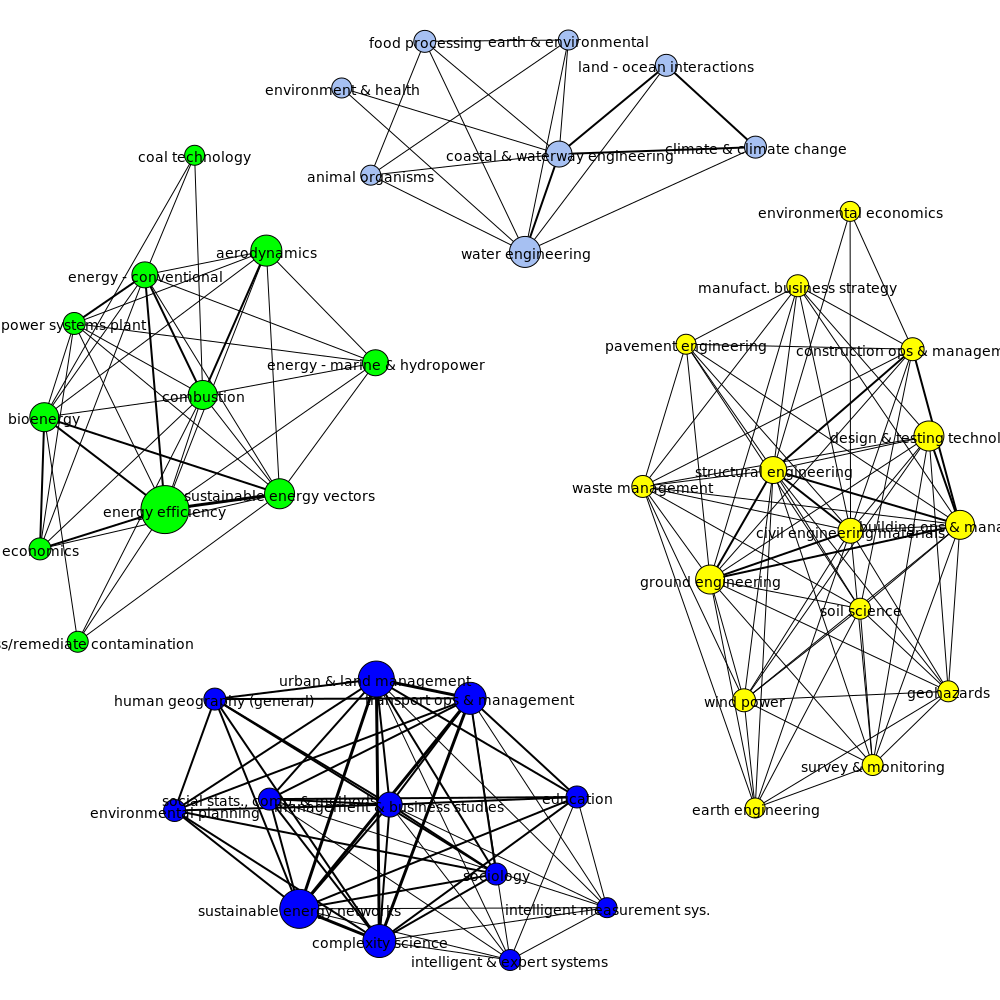 food processing
earth & environmental
land - ocean interactions
environment & health
climate & climate change
coastal & waterway engineering
animal organisms
water engineering
coal technology
aerodynamics
energy - conventional
power systems plant
energy - marine & hydropower
combustion
bioenergy
sustainable energy vectors
energy efficiency
economics
ss/remediate contamination
environmental economics
manufact. business strategy
pavement engineering
construction ops & managem
design & testing technol
structural engineering
waste management
building ops & mana
civil engineering materials
ground engineering
soil science
geohazards
wind power
survey & monitoring
earth engineering
urban & land management
human geography (general)
transport ops & management
social stats., comp. & methods
education
management & business studies
environmental planning
sociology
sustainable energy networks
intelligent measurement sys.
complexity science
intelligent & expert systems